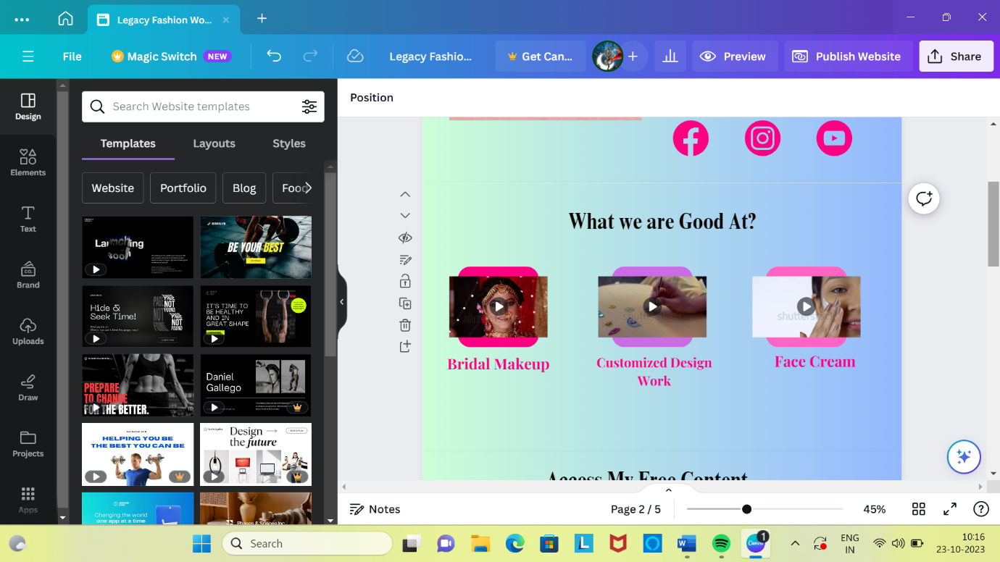 Legacy Fashion Wo...
File
Magic Switch NEW
Legacy Fashio...
Get Can...
Preview
Publish Website
Share
Design
Elements
Text
Brand
Uploads
Draw
Projects
Apps
Search Website templates
Templates
Layouts
Styles
Website
Portfolio
Blog
Food
Launching
soon
BE YOUR BEST
Hide &
Seek Time!
PAGE
NOT
FOUND
IT'S TIME TO
BE HEALTHY
AND IN
GREAT SHAPE
PREPARE
TO CHANGE
FOR THE BETTER.
Daniel
Gallego
HELPING YOU BE
THE BEST YOU CAN BE
Design
the future
Changing the world
one app at a time
Phases & Spaces Inc.
Position
What we are Good At?
Bridal Makeup
Customized Design
Work
Face Cream
Access My Free Content
Notes
Page 2 / 5
45%
Search
1
ENG
IN
10:16
23-10-2023